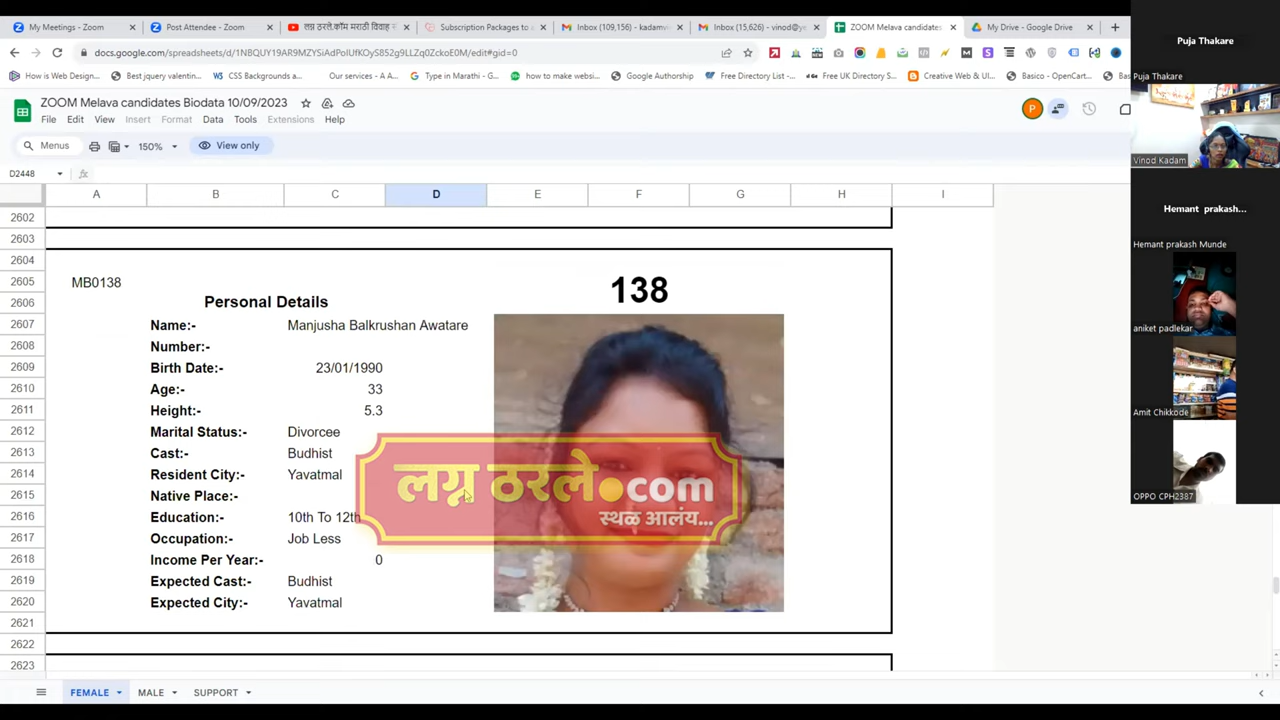 My Meetings - Zoom
Post Attendee - Zoom
लग्न ठरले.कॉम मराठी विवाह
Subscription Packages to
Inbox (109,156) - kadamvi
Inbox (15,626) - vinod@ye
ZOOM Melava candidates
My Drive - Google Drive
docs.google.com/spreadsheets/d/1N8QUY19AR9MZYSiAdPolUfKOyS852g9LLZq0ZckoE0M/edit#gid=0
How is Web Design...
Best jquery valentin...
CSS Backgrounds a...
Our services - A A...
Type in Marathi - G...
how to make websi...
Google Authorship
Free Directory List -...
Free UK Directory S...
Creative Web & UI...
Basico - OpenCart...
Bas
ZOOM Melava candidates Biodata 10/09/2023
File Edit View Insert Format Data Tools Extensions Help
P
Menus
150%
View only
D2448
fx
A B C D E F G H I
2602
2603
2604
2605 MB0138 138
2606 Personal Details
2607 Name:- Manjusha Balkrushan Awatare
2608 Number:-
2609 Birth Date:- 23/01/1990
2610 Age:- 33
2611 Height:- 5.3
2612 Marital Status:- Divorcee
2613 Cast:- Budhist
2614 Resident City:- Yavatmal
2615 Native Place:-
2616 Education:- 10th To 12th
2617 Occupation:- Job Less
2618 Income Per Year:- 0
2619 Expected Cast:- Budhist
2620 Expected City:- Yavatmal
2621
2622
2623
लग्न ठरले.com
स्थळ आलंय...
FEMALE MALE SUPPORT
Puja Thakare
Puja Thakare
Vinod Kadam
Hemant prakash...
Hemant prakash Munde
aniket padlekar
Amit Chikkode
OPPO CPH2387